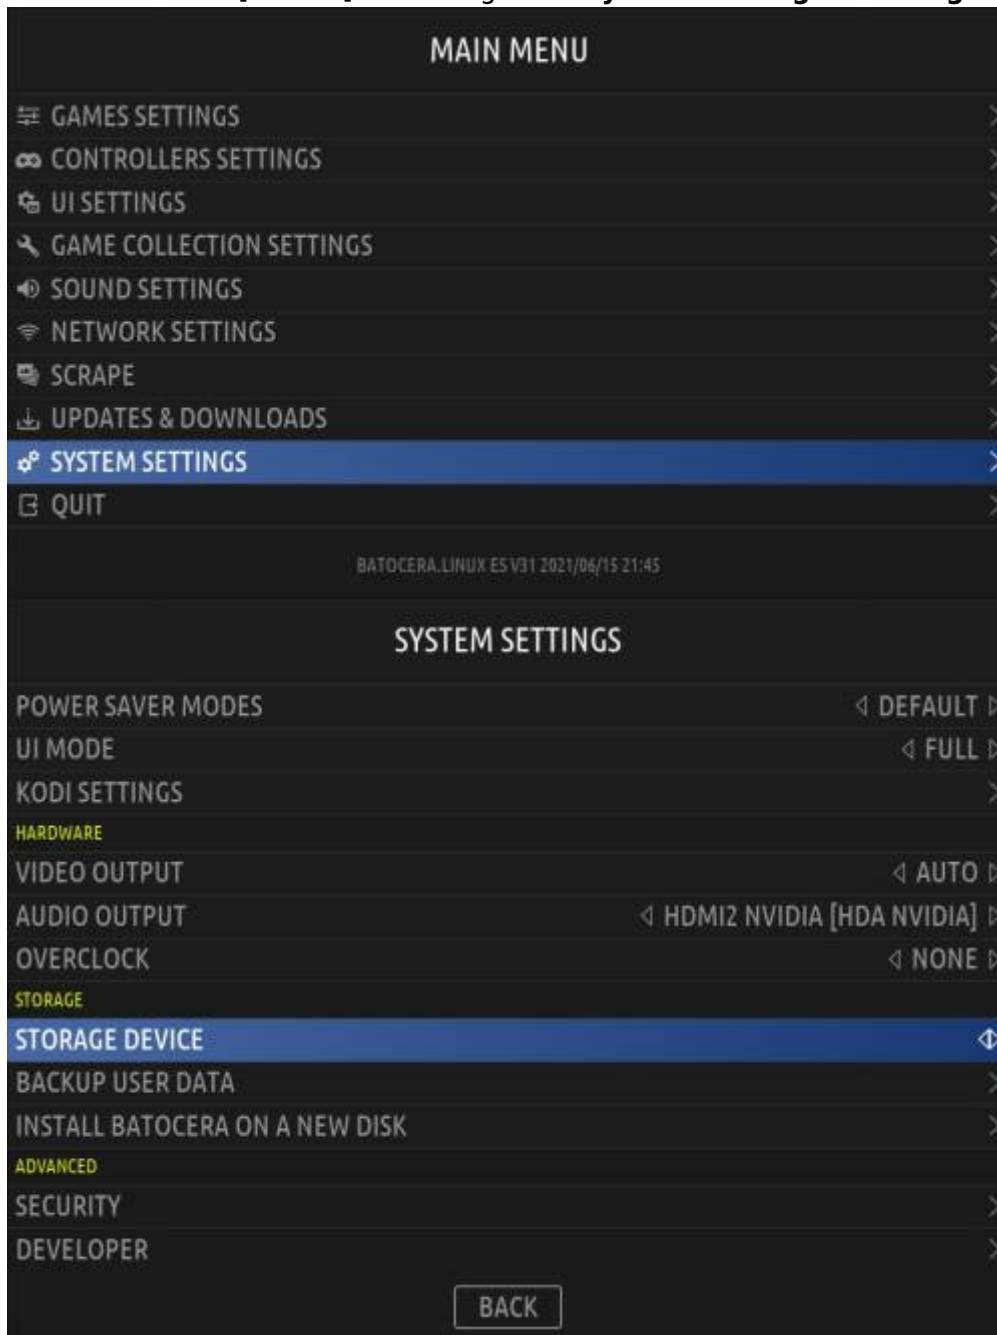 MAIN MENU
GAMES SETTINGS
CONTROLLERS SETTINGS
UI SETTINGS
GAME COLLECTION SETTINGS
SOUND SETTINGS
NETWORK SETTINGS
SCRAPE
UPDATES & DOWNLOADS
SYSTEM SETTINGS
QUIT
BATOCERA.LINUX ES V31 2021/06/15 21:45
SYSTEM SETTINGS
POWER SAVER MODES DEFAULT
UI MODE FULL
KODI SETTINGS
HARDWARE
VIDEO OUTPUT AUTO
AUDIO OUTPUT HDMI2 NVIDIA [HDA NVIDIA]
OVERCLOCK NONE
STORAGE
STORAGE DEVICE
BACKUP USER DATA
INSTALL BATOCERA ON A NEW DISK
ADVANCED
SECURITY
DEVELOPER
BACK